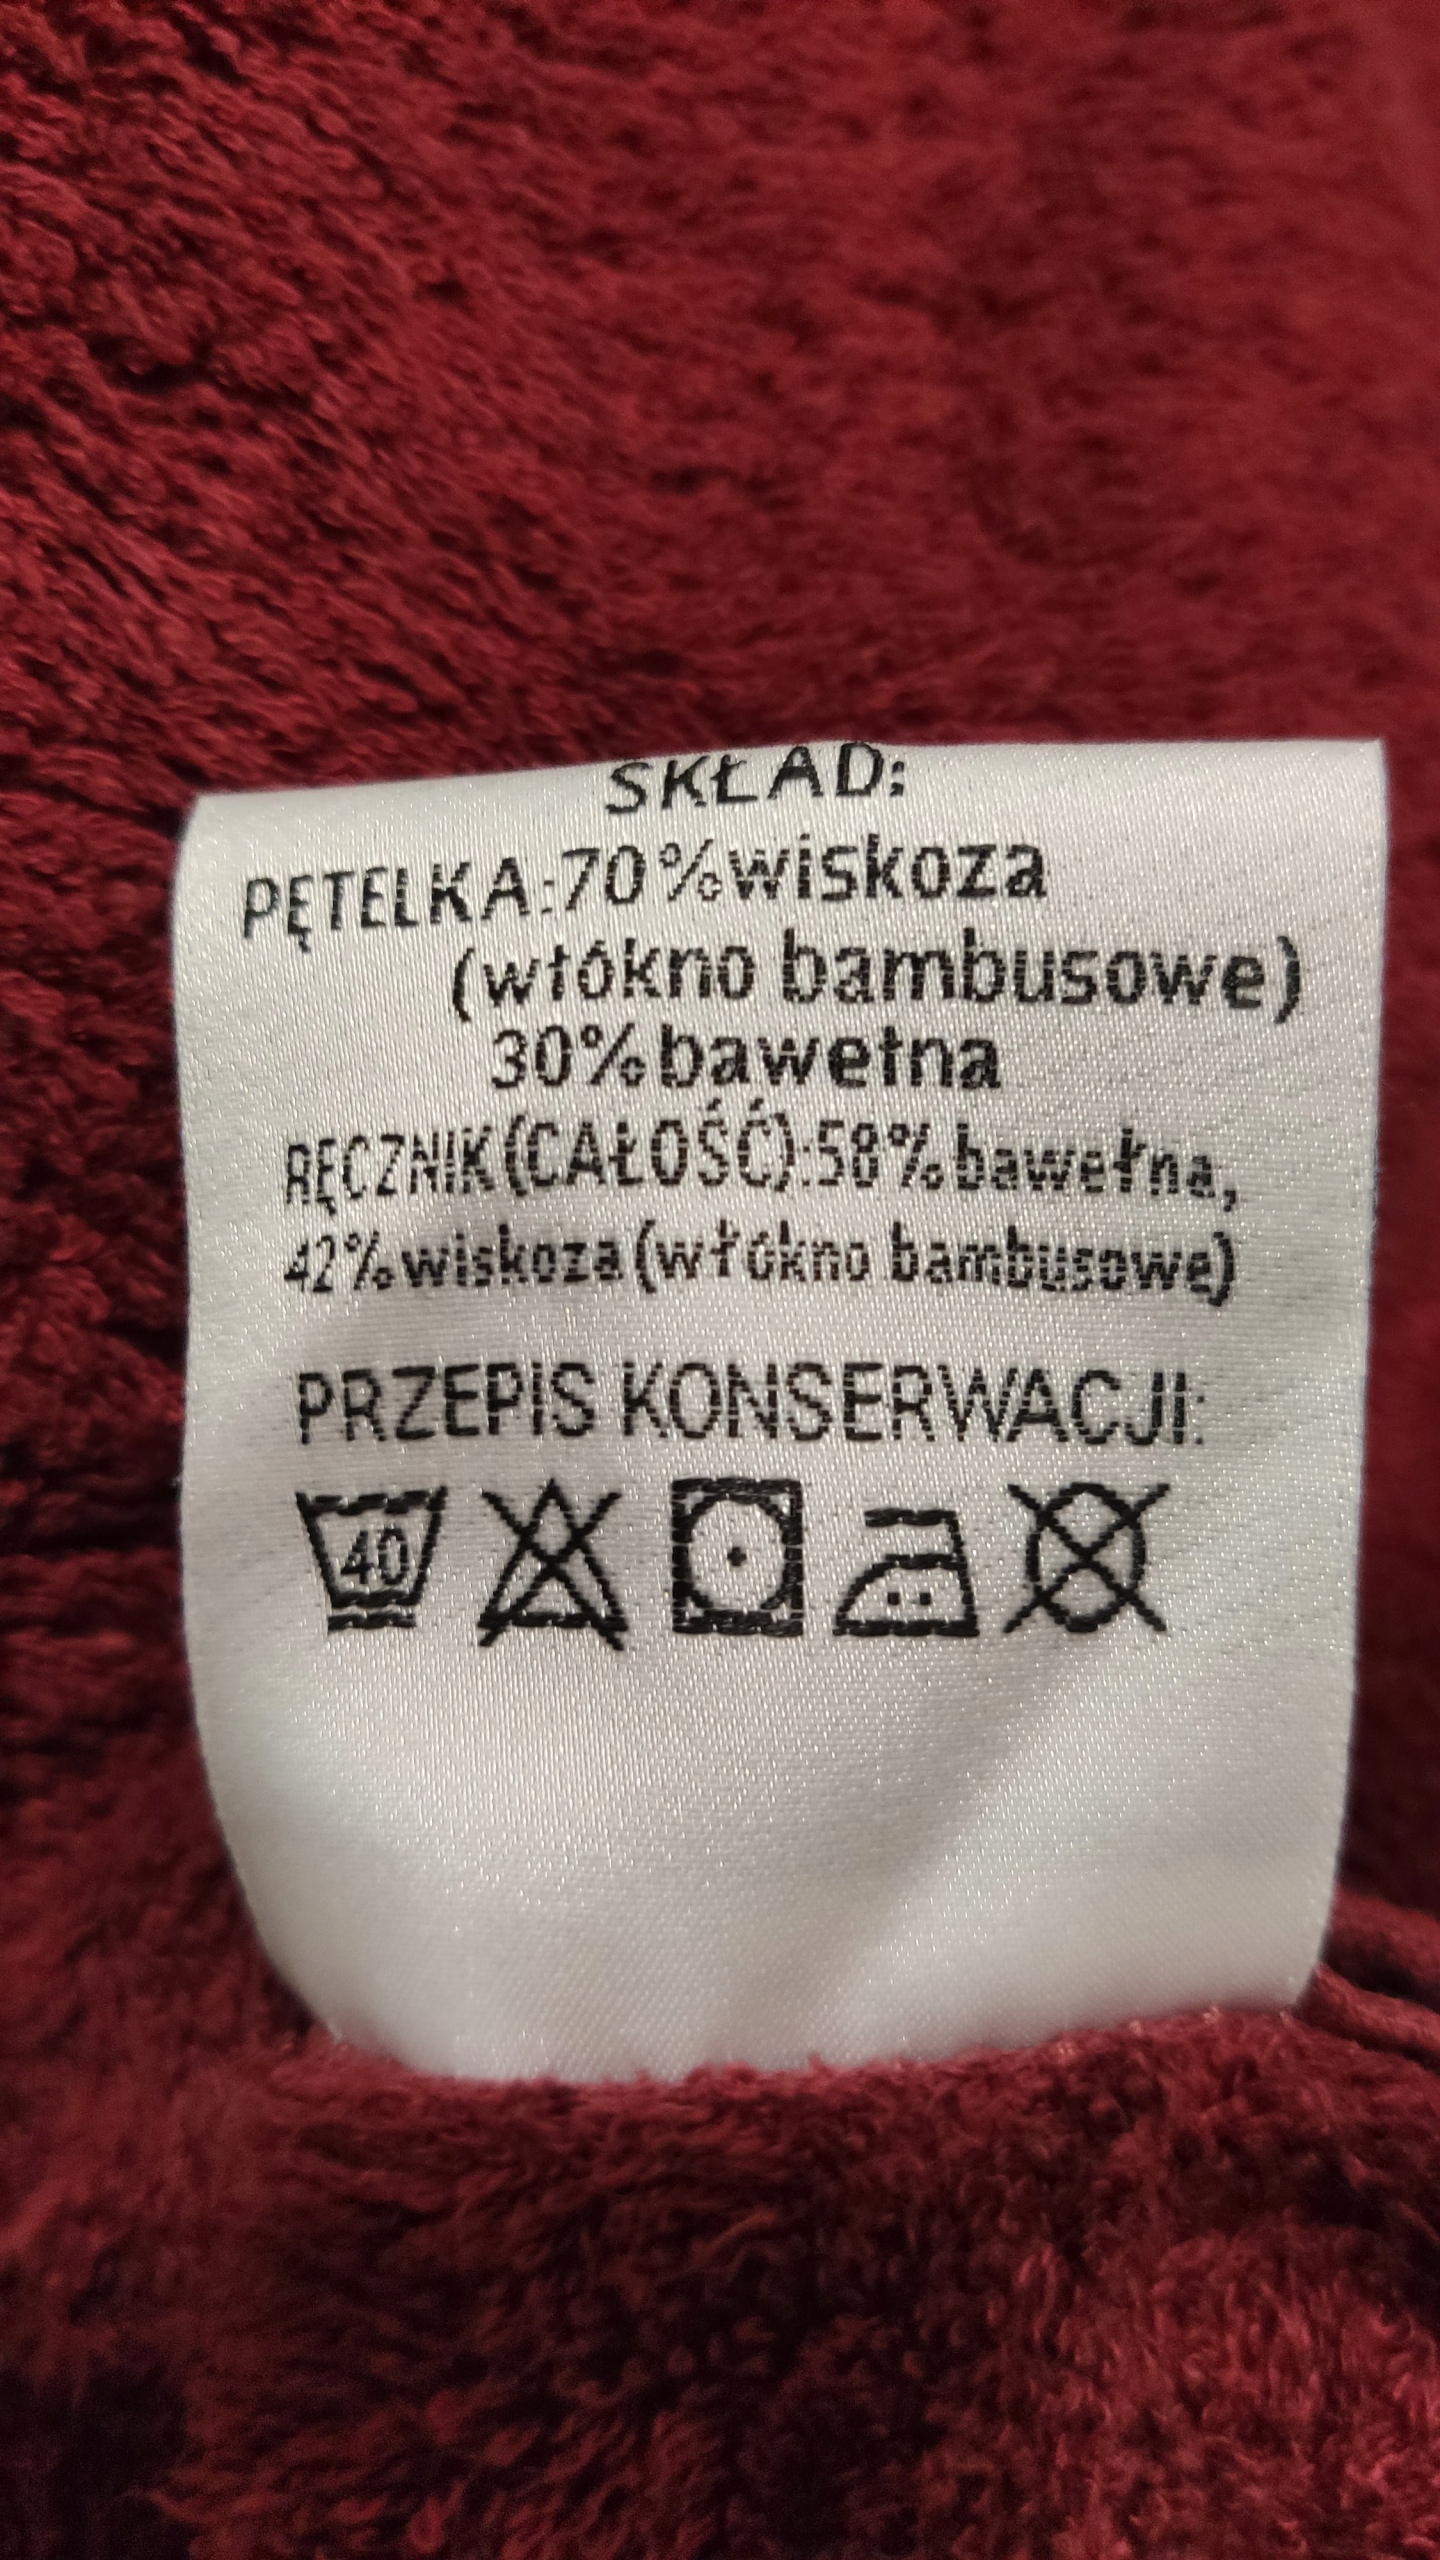 SKŁAD:
PĘTELKA:70%wiskoza
(włókno bambusowe)
30%bawełna
RĘCZNIK(CAŁOŚĆ):58%bawełna,
42%wiskoza(włókno bambusowe)
PRZEPIS KONSERWACJI:
40